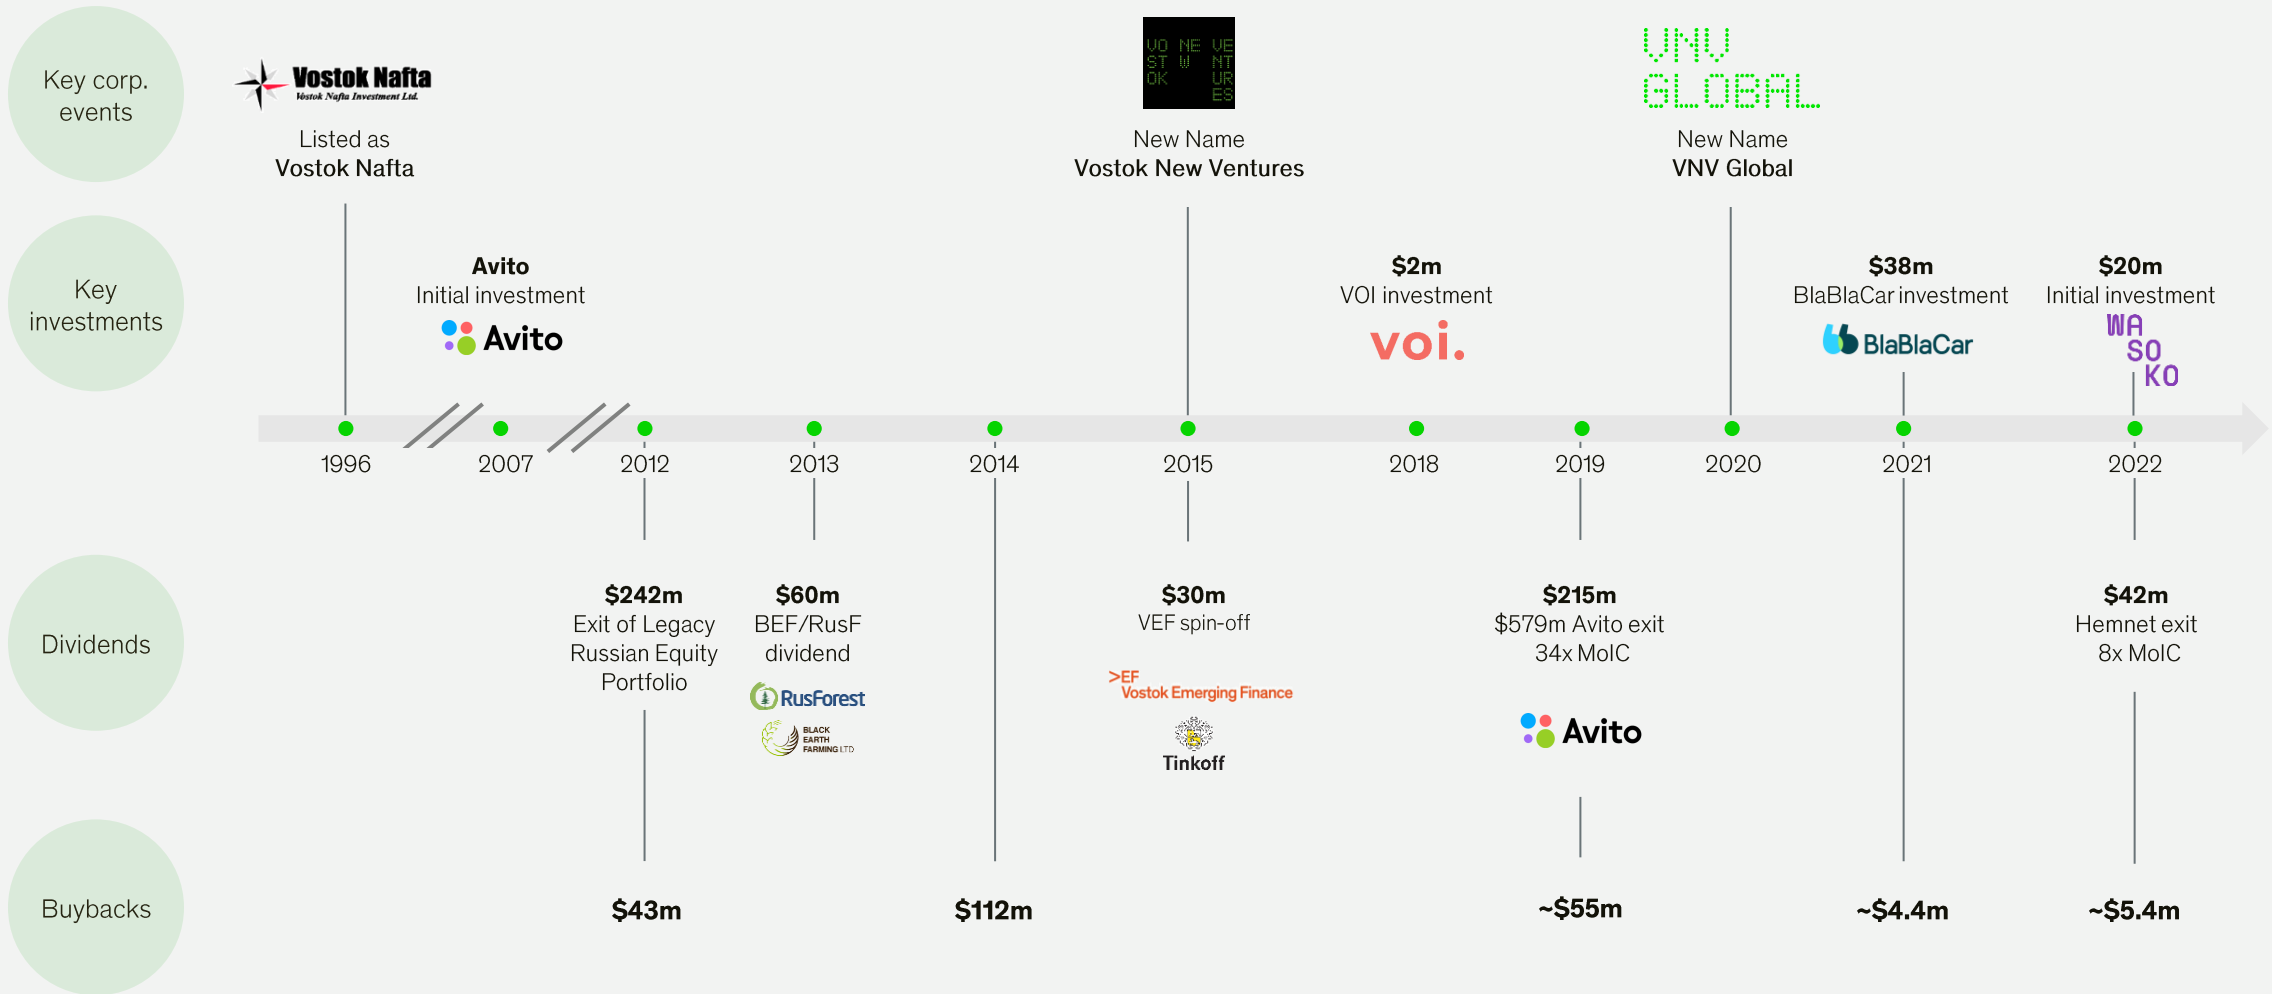 Key corp.
events
Vostok Nafta
Vostok Nafta Investment Ltd.
Listed as
Vostok Nafta
VO NE VE
ST W NT
OK UR
ES
New Name
Vostok New Ventures
VNV
GLOBAL
New Name
VNV Global
Key
investments
Avito
Initial investment
Avito
$2m
VOI investment
voi.
$38m
BlaBlaCar investment
BlaBlaCar
$20m
Initial investment
WA
SO
KO
1996
2007
2012
2013
2014
2015
2018
2019
2020
2021
2022
Dividends
$242m
Exit of Legacy
Russian Equity
Portfolio
$60m
BEF/RusF
dividend
RusForest
BLACK
EARTH
FARMING LTD
$30m
VEF spin-off
>EF
Vostok Emerging Finance
Tinkoff
$215m
$579m Avito exit
34x MoIC
Avito
$42m
Hemnet exit
8x MoIC
Buybacks
$43m
$112m
~$55m
~$4.4m
~$5.4m